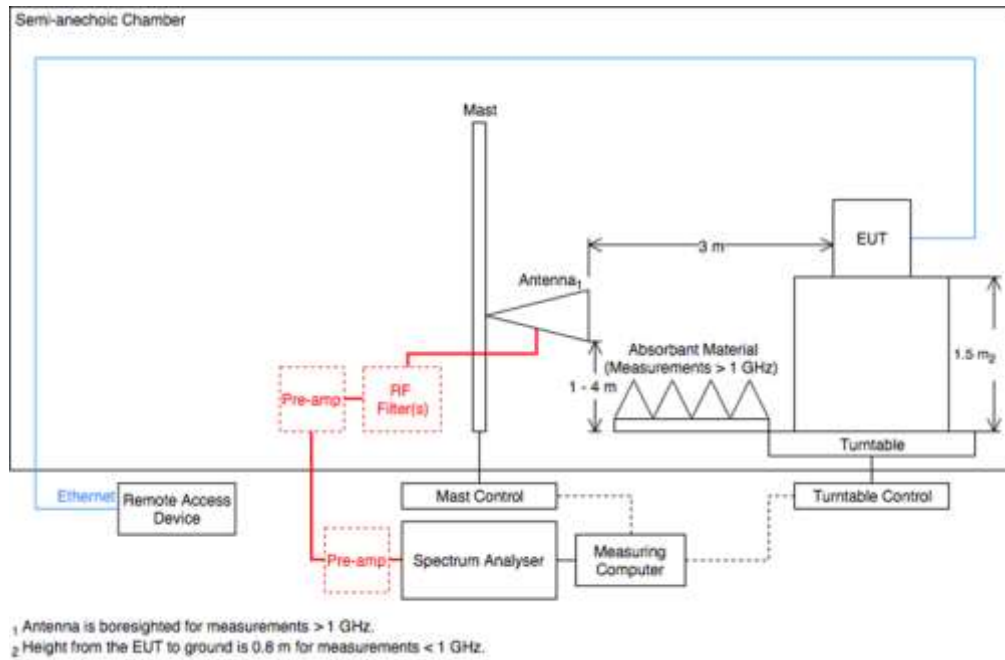 Semi-anechoic Chamber
Mast
EUT
3 m
Antenna1
Absorbant Material
(Measurements > 1 GHz)
1.5 m2
1 - 4 m
Pre-amp
RF
Filter(s)
Turntable
Ethernet
Remote Access
Device
Mast Control
Turntable Control
Pre-amp
Spectrum Analyser
Measuring
Computer
1 Antenna is boresighted for measurements > 1 GHz.
2 Height from the EUT to ground is 0.8 m for measurements < 1 GHz.